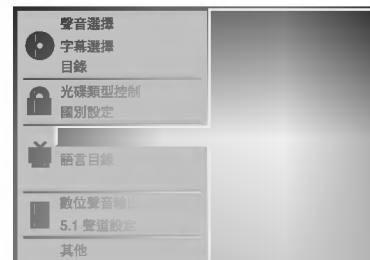 聲音選擇
字幕選擇
目錄
光碟類型控制
國別設定
語言目錄
數位聲音輸出
5.1 聲道設定
其他